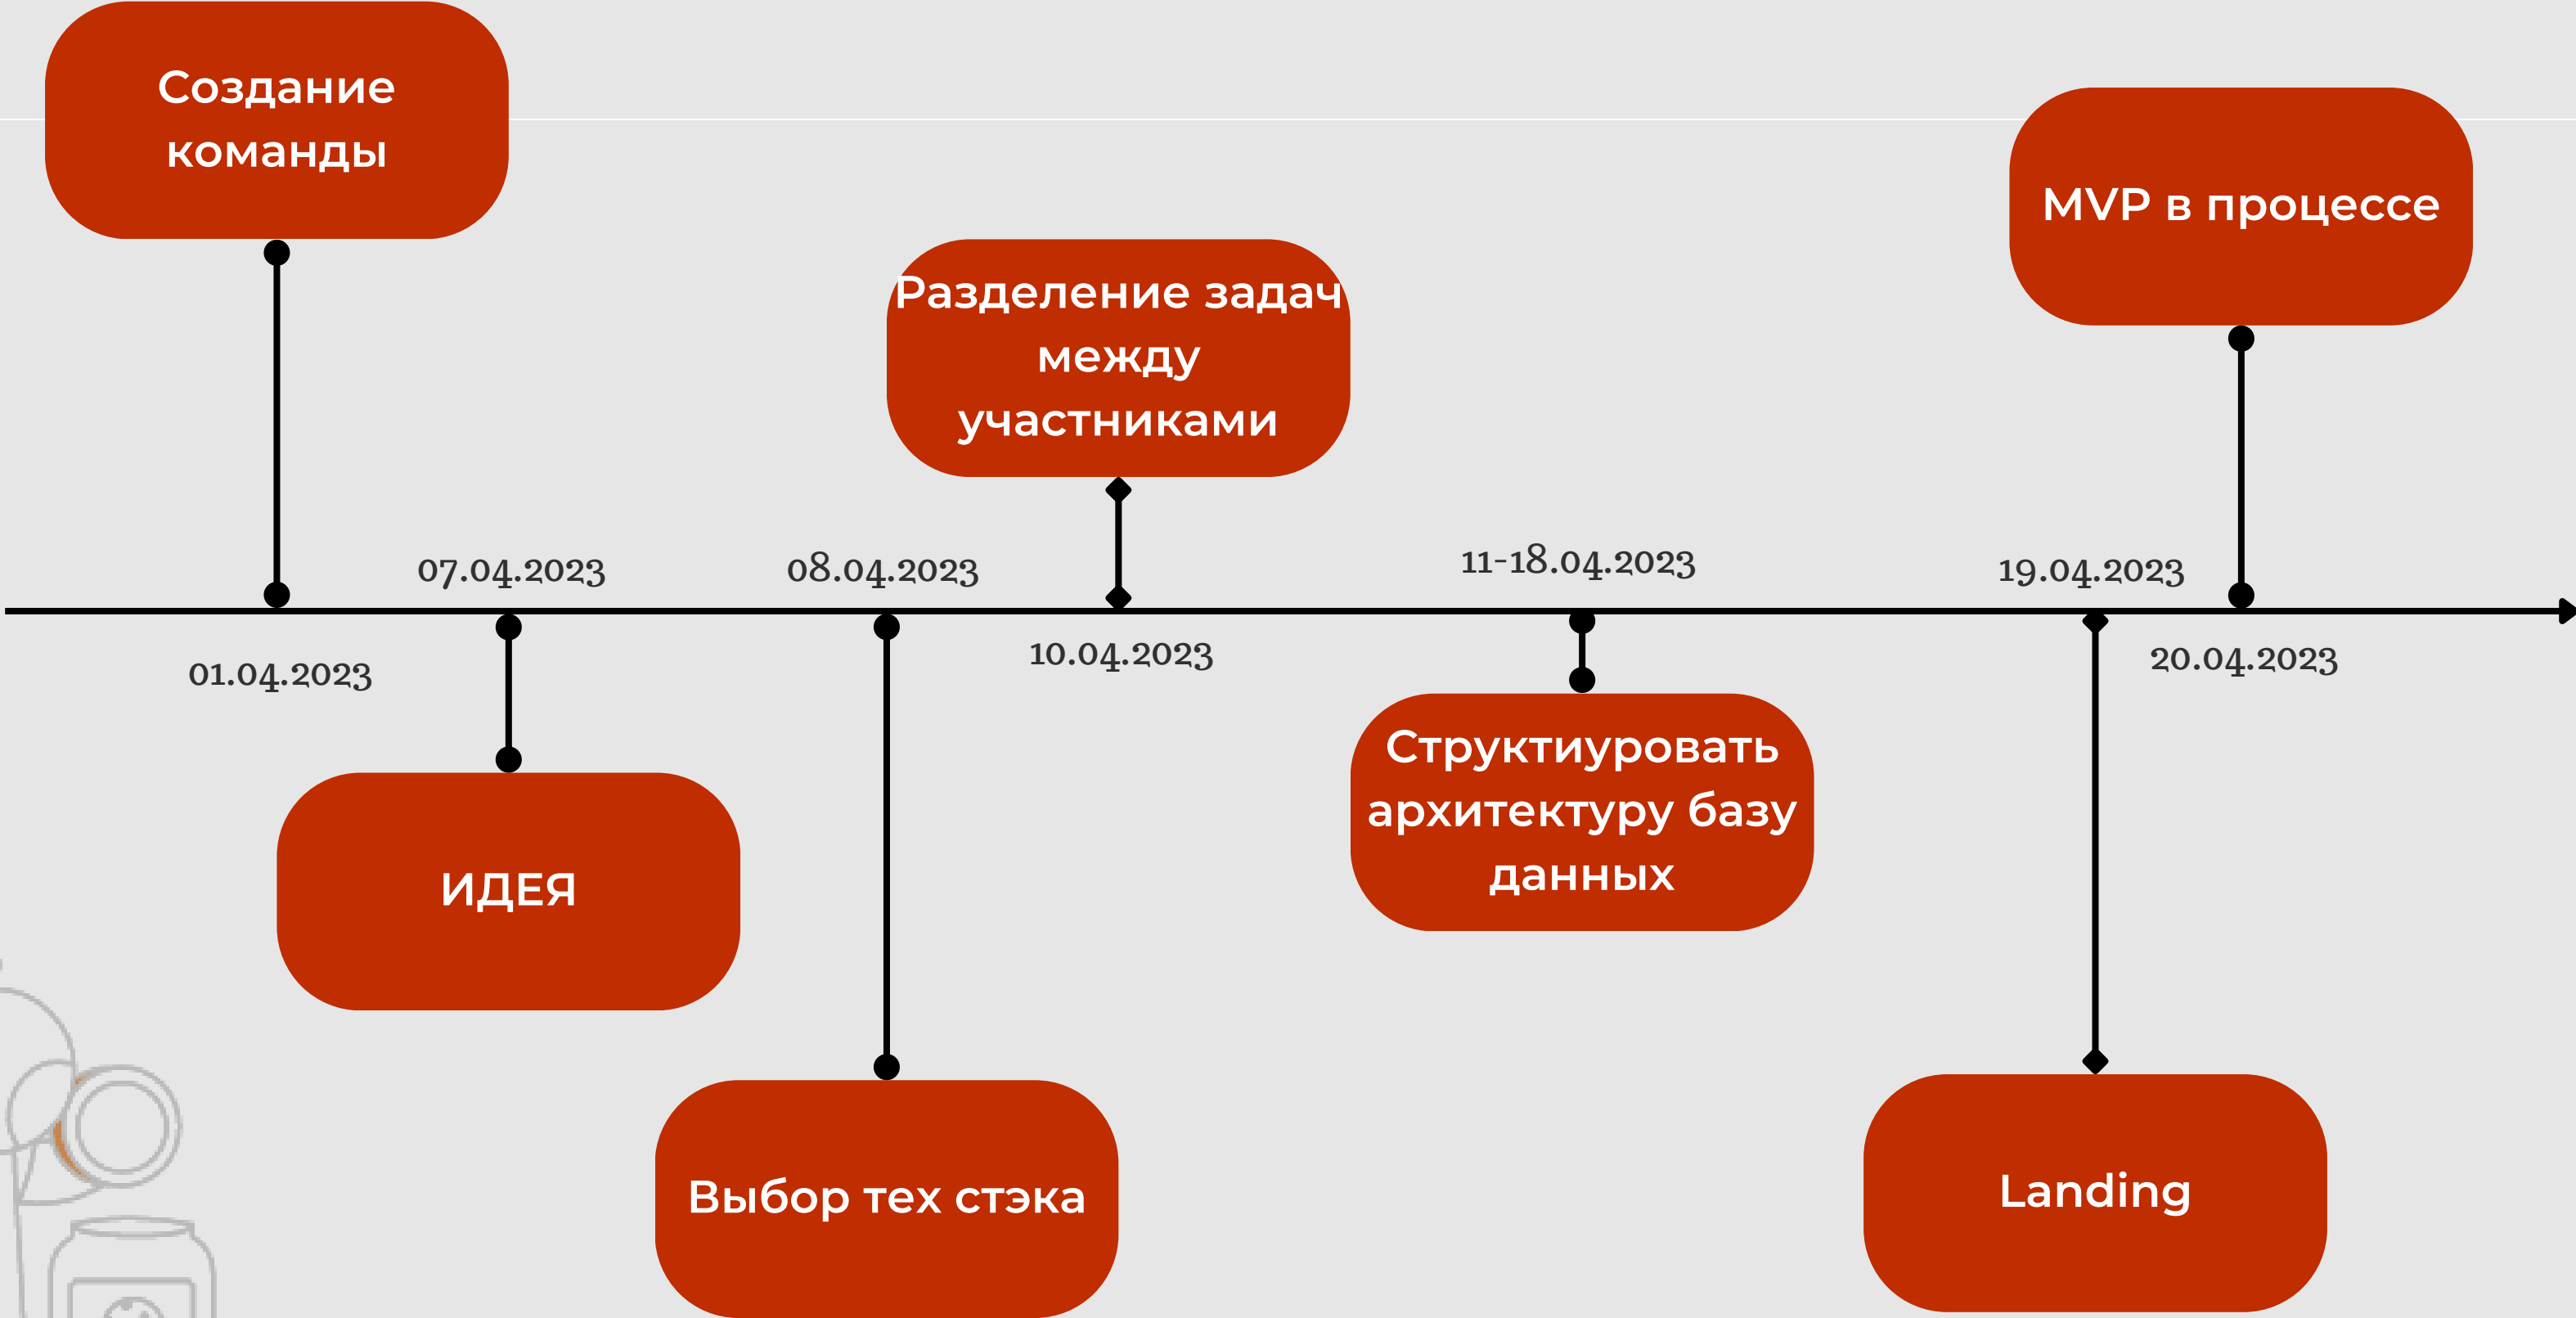 Создание
команды
MVP в процессе
Разделение задач
между
участниками
07.04.2023
08.04.2023
11-18.04.2023
19.04.2023
01.04.2023
10.04.2023
20.04.2023
Структиуровать
архитектуру базу
данных
ИДЕЯ
Выбор тех стэка
Landing